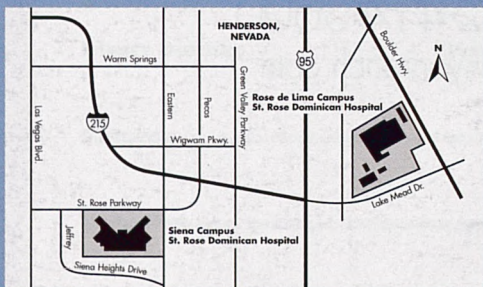 HENDERSON,
NEVADA
95
Boulder Hwy.
N
Warm Springs
Green Valley Parkway
Rose de Lima Campus
St. Rose Dominican Hospital
Las Vegas Blvd.
215
Eastern
Pecos
Wigwam Pkwy.
St. Rose Parkway
Lake Mead Dr.
Jeffrey
Siena Campus
St. Rose Dominican Hospital
Siena Heights Drive